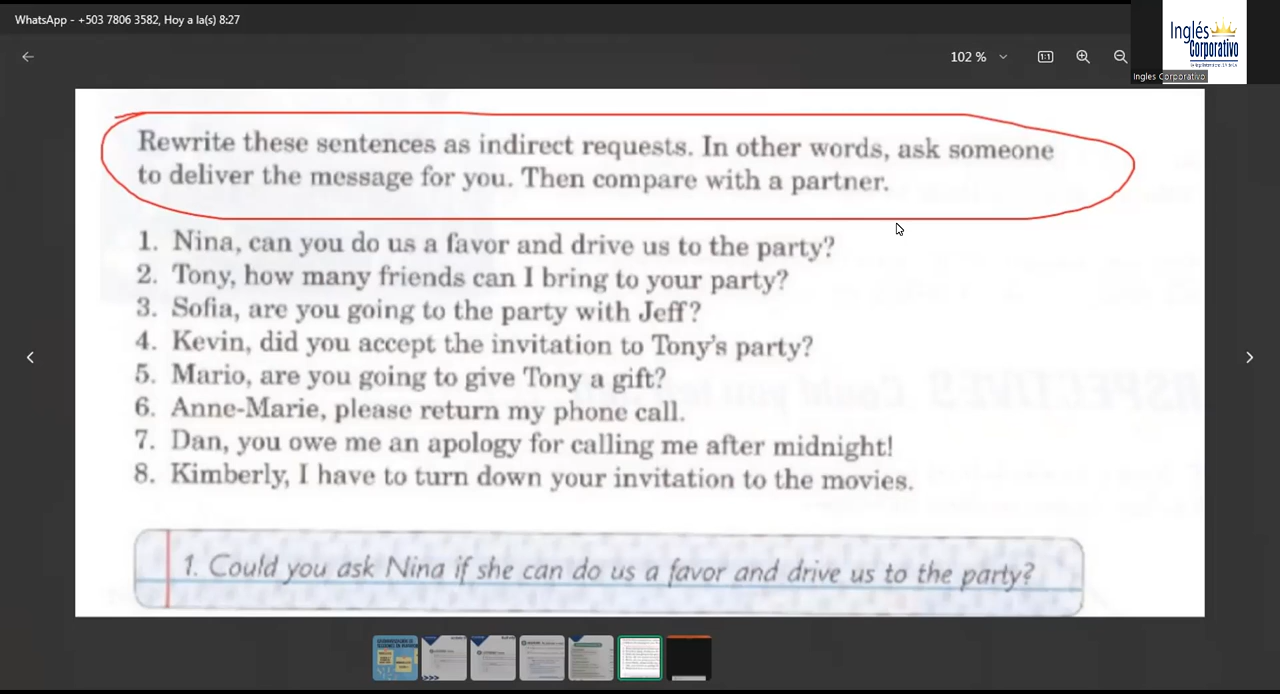 WhatsApp - +503 7806 3582, Hoy a la(s) 8:27
102 %
1:1
Inglés
Corporativo
Ingles Corporativo
Rewrite these sentences as indirect requests. In other words, ask someone
to deliver the message for you. Then compare with a partner.
1. Nina, can you do us a favor and drive us to the party?
2. Tony, how many friends can I bring to your party?
3. Sofia, are you going to the party with Jeff?
4. Kevin, did you accept the invitation to Tony's party?
5. Mario, are you going to give Tony a gift?
6. Anne-Marie, please return my phone call.
7. Dan, you owe me an apology for calling me after midnight!
8. Kimberly, I have to turn down your invitation to the movies.
1. Could you ask Nina if she can do us a favor and drive us to the party?